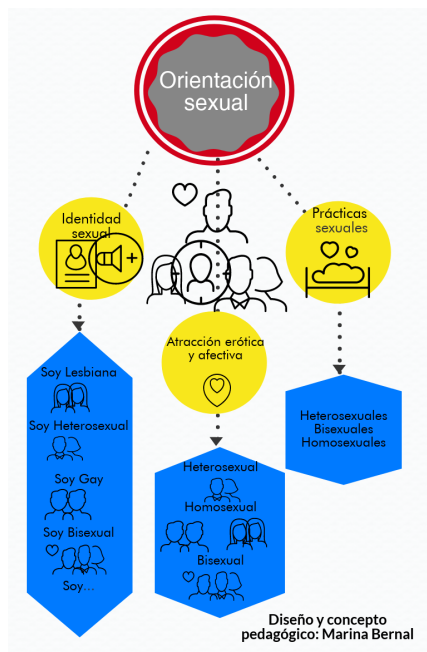 Orientación
sexual
Identidad
sexual
Prácticas
sexuales
Atracción erótica
y afectiva
Soy Lesbiana
Soy Heterosexual
Soy Gay
Soy Bisexual
Soy...
Heterosexual
Homosexual
Bisexual
Heterosexuales
Bisexuales
Homosexuales
Diseño y concepto
pedagógico: Marina Bernal